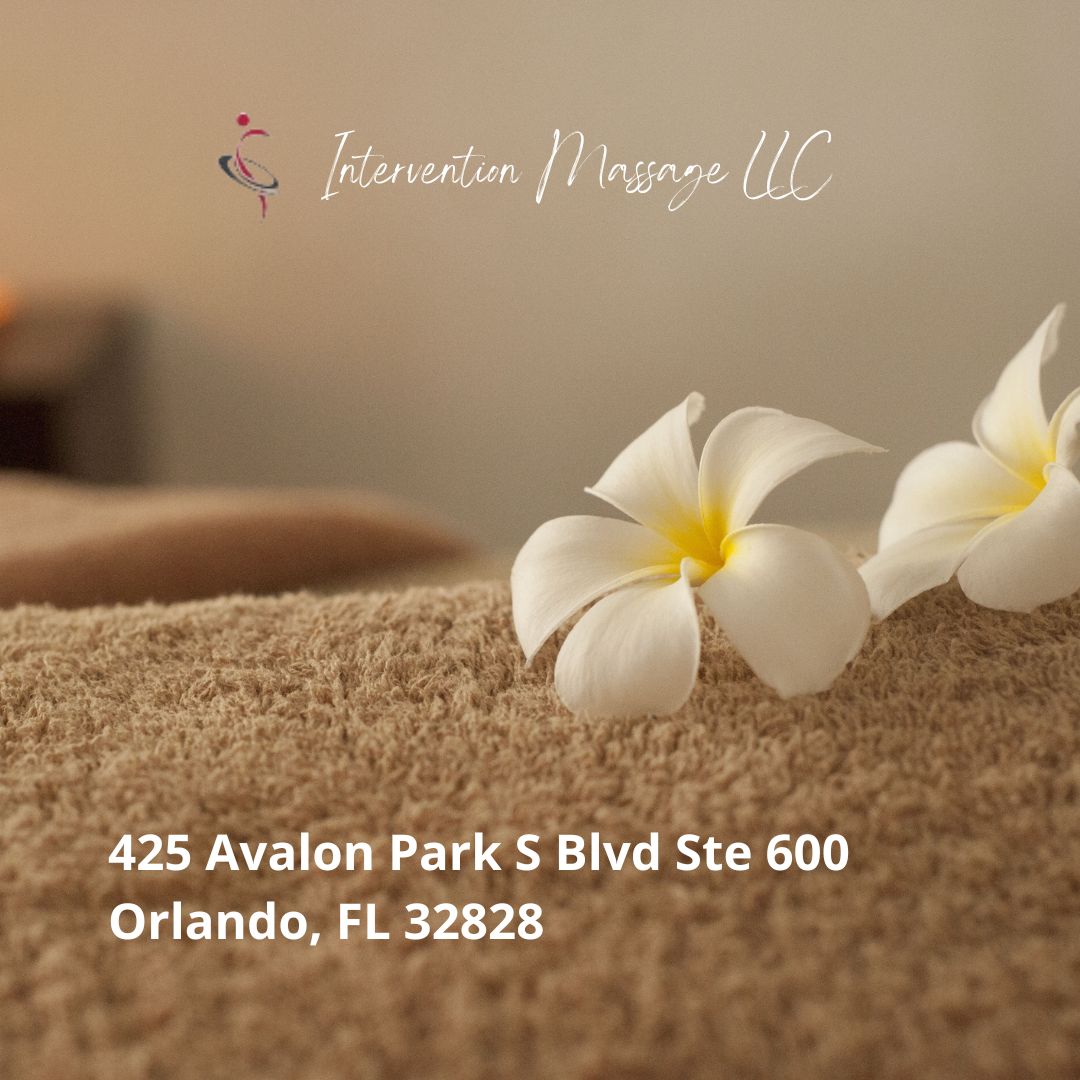 Intervention Massage LLC
425 Avalon Park S Blvd Ste 600
Orlando, FL 32828